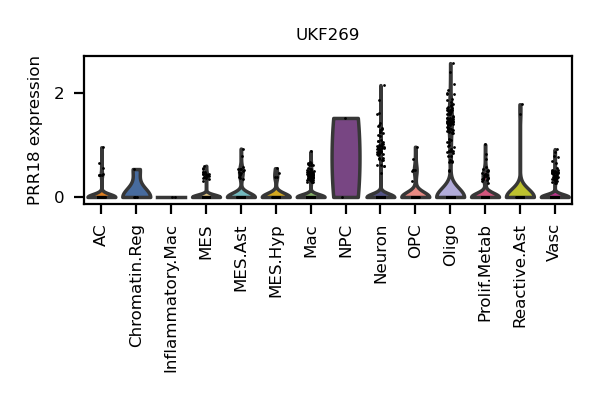 UKF269
PRR18 expression
2
0
AC
Chromatin.Reg
Inflammatory.Mac
MES
MES.Ast
MES.Hyp
Mac
NPC
Neuron
OPC
Oligo
Prolif.Metab
Reactive.Ast
Vasc